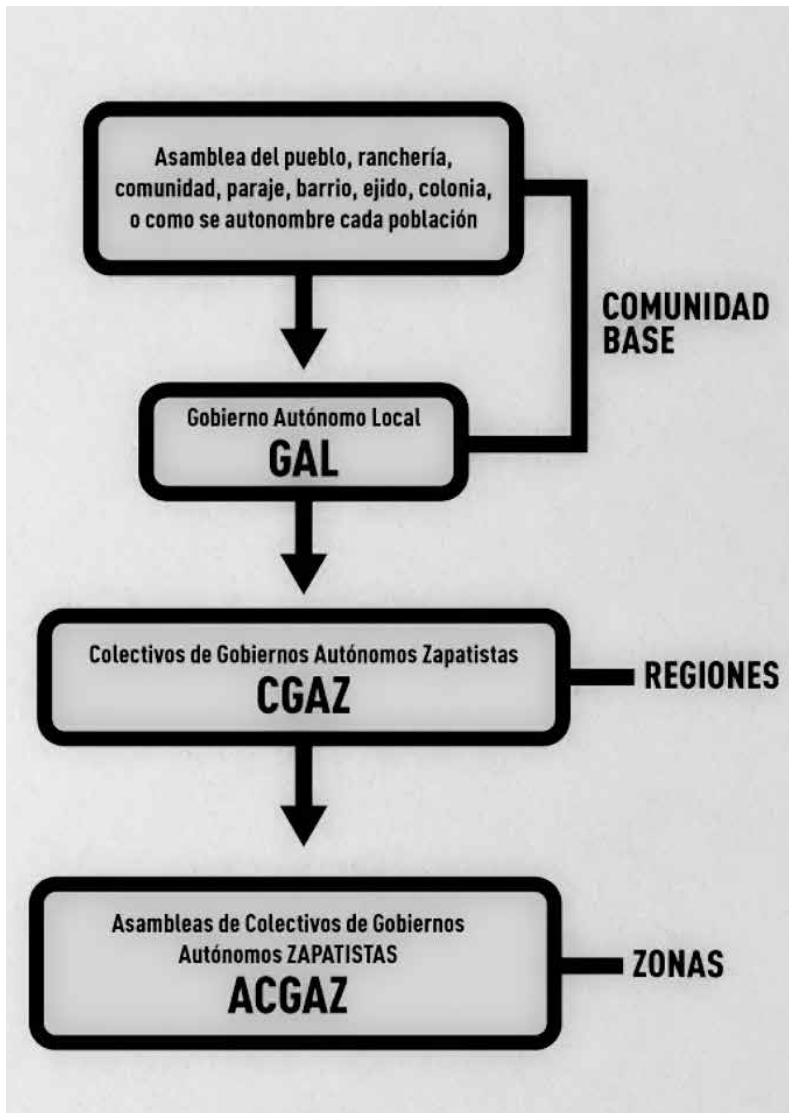 Asamblea del pueblo, ranchería,
comunidad, paraje, barrio, ejido, colonia,
o como se autonombre cada población
COMUNIDAD
BASE
Gobierno Autónomo Local
GAL
Colectivos de Gobiernos Autónomos Zapatistas
CGAZ
REGIONES
Asambleas de Colectivos de Gobiernos
Autónomos ZAPATISTAS
ACGAZ
ZONAS